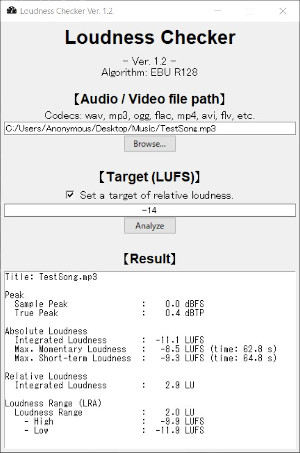 Loudness Checker Ver. 1.2.
Loudness Checker
- Ver. 1.2 -
Algorithm: EBU R128
【Audio / Video file path】
Codecs: wav, mp3, ogg, flac, mp4, avi, flv, etc.
C:/Users/Anonymous/Desktop/Music/TestSong.mp3
Browse...
【Target (LUFS)】
Set a target of relative loudness.
-14
Analyze
【Result】
Title: TestSong.mp3
Peak
Sample Peak : 0.0 dBFS
True Peak : 0.4 dBTP
Absolute Loudness
Integrated Loudness : -11.1 LUFS
Max. Momentary Loudness : -8.5 LUFS (time: 62.8 s)
Max. Short-term Loudness : -9.3 LUFS (time: 64.8 s)
Relative Loudness
Integrated Loudness : 2.9 LU
Loudness Range (LRA)
Loudness Range : 2.0 LU
- High : -9.9 LUFS
- Low : -11.9 LUFS